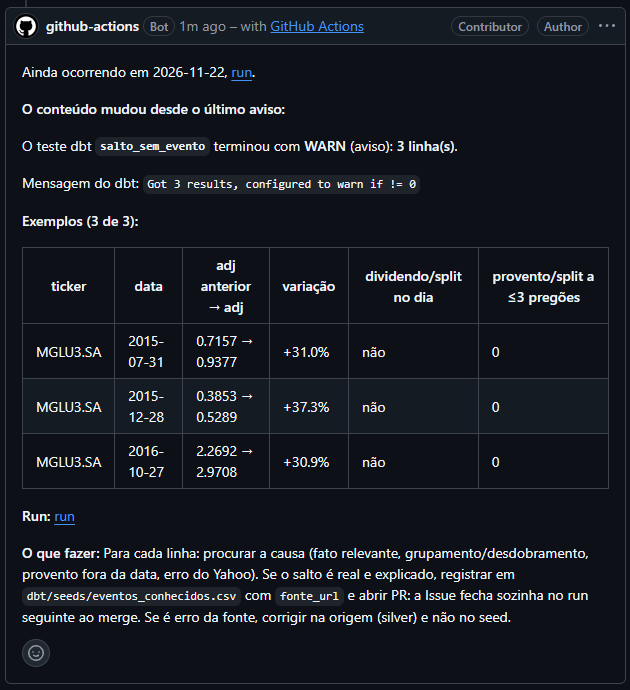 github-actions Bot 1m ago – with GitHub Actions Contributor Author ...
Ainda ocorrendo em 2026-11-22, run.
O conteúdo mudou desde o último aviso:
O teste dbt salto_sem_evento terminou com WARN (aviso): 3 linha(s).
Mensagem do dbt: Got 3 results, configured to warn if != 0
Exemplos (3 de 3):
ticker data adj anterior → adj variação dividendo/split no dia provento/split a ≤3 pregões
MGLU3.SA 2015-07-31 0.7157 → 0.9377 +31.0% não 0
MGLU3.SA 2015-12-28 0.3853 → 0.5289 +37.3% não 0
MGLU3.SA 2016-10-27 2.2692 → 2.9708 +30.9% não 0
Run: run
O que fazer: Para cada linha: procurar a causa (fato relevante, grupamento/desdobramento,
provento fora da data, erro do Yahoo). Se o salto é real e explicado, registrar em
dbt/seeds/eventos_conhecidos.csv com fonte_url e abrir PR: a Issue fecha sozinha no run
seguinte ao merge. Se é erro da fonte, corrigir na origem (silver) e não no seed.